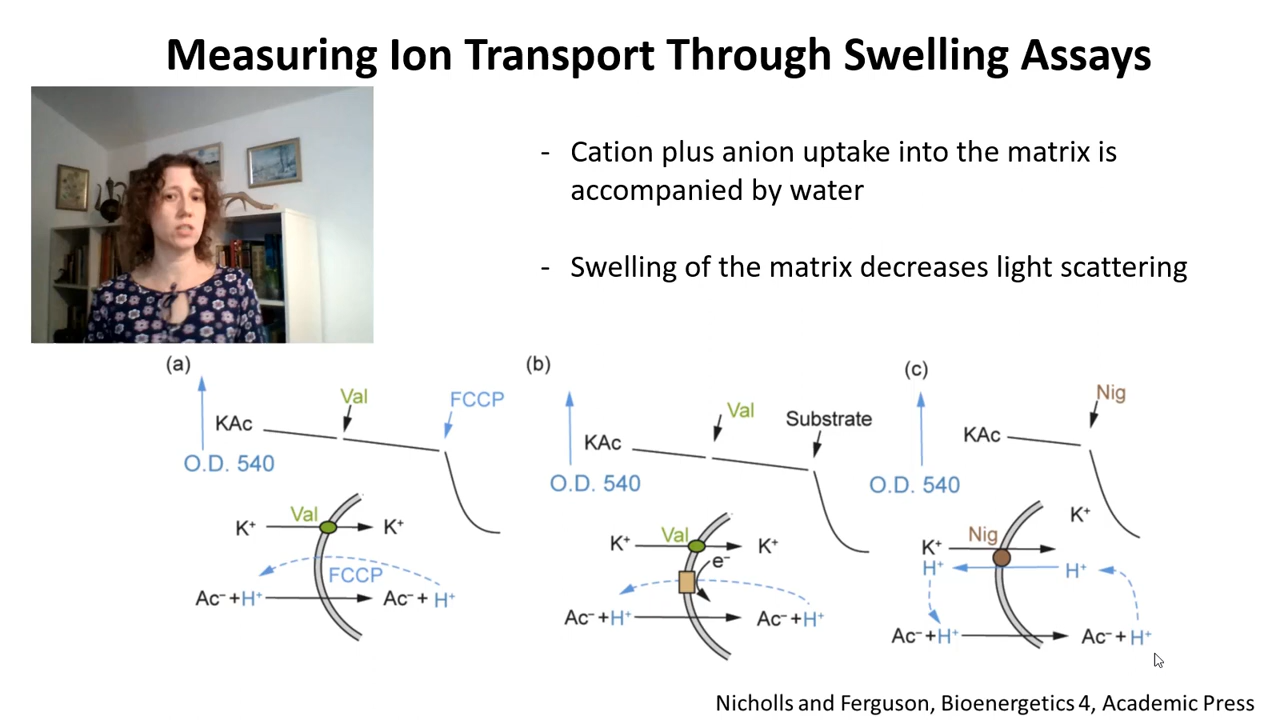 Measuring Ion Transport Through Swelling Assays
- Cation plus anion uptake into the matrix is
accompanied by water
- Swelling of the matrix decreases light scattering
(a)
Val
FCCP
KAc
O.D. 540
Val
K⁺
K⁺
FCCP
Ac⁻+H⁺
Ac⁻+ H⁺
(b)
Val
Substrate
KAc
O.D. 540
Val
K⁺
K⁺
e⁻
Ac⁻+H⁺
Ac⁻+H⁺
(c)
Nig
KAc
O.D. 540
K⁺
Nig
K⁺
H⁺
H⁺
Ac⁻+H⁺
Ac⁻+H⁺
Nicholls and Ferguson, Bioenergetics 4, Academic Press